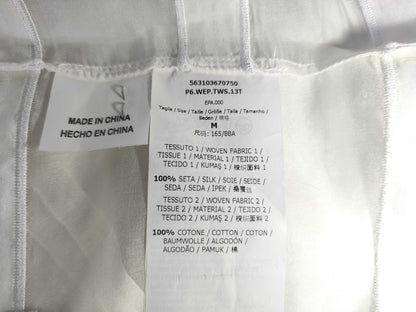 MADE IN CHINA
HECHO EN CHINA
563103670750
P6.WEP.TWS.13T
EPA.000
Taglia / Size / Taille / Größe / Talla / Tamanho /
Beden / 规格
M
尺码: 165/88A
TESSUTO 1 / WOVEN FABRIC 1 /
TISSUE 1 / MATERIAL 1 / TEJIDO 1 /
TECIDO 1 / KUMAŞ 1 / 梭织面料 1
100% SETA / SILK / SOIE / SEIDE /
SEDA / SEDA / İPEK / 桑蚕丝
TESSUTO 2 / WOVEN FABRIC 2 /
TISSUE 2 / MATERIAL 2 / TEJIDO 2 /
TECIDO 2 / KUMAŞ 2 / 梭织面料 2
100% COTONE / COTTON / COTON /
BAUMWOLLE / ALGODÓN /
ALGODÃO / PAMUK / 棉